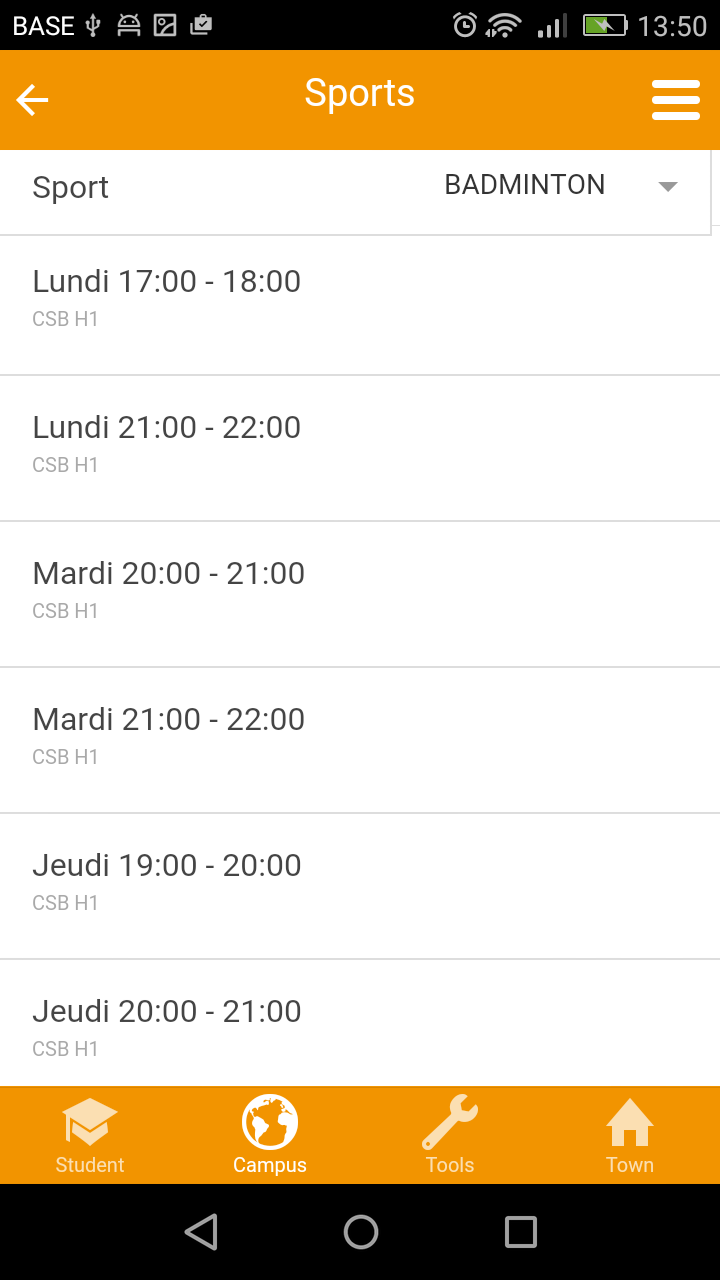 BASE 13:50
Sports
Sport BADMINTON
Lundi 17:00 - 18:00
CSB H1
Lundi 21:00 - 22:00
CSB H1
Mardi 20:00 - 21:00
CSB H1
Mardi 21:00 - 22:00
CSB H1
Jeudi 19:00 - 20:00
CSB H1
Jeudi 20:00 - 21:00
CSB H1
Student Campus Tools Town